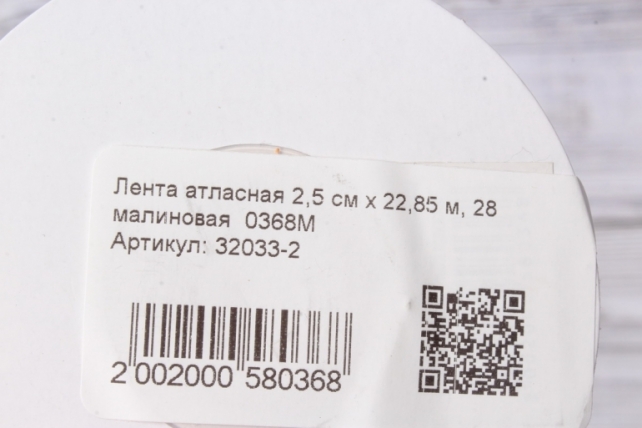 Лента атласная 2,5 см х 22,85 м, 28
малиновая 0368М
Артикул: 32033-2
2 002000 580368